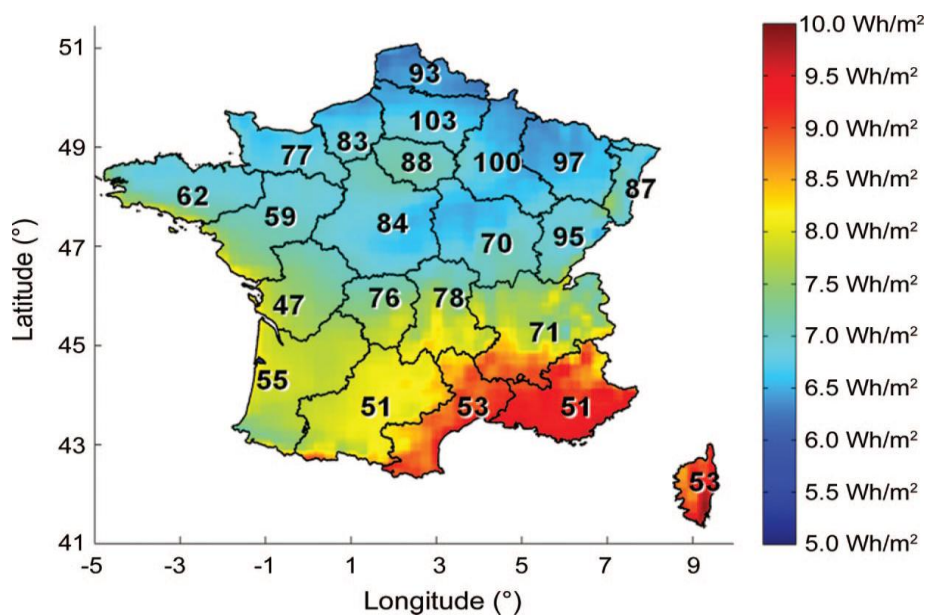 51
49
47
45
43
41
Latitude (°)
-5
-3
-1
1
3
5
7
9
Longitude (°)
93
103
83
77
88
100
97
87
62
59
84
70
95
47
76
78
71
55
51
53
51
53
10.0 Wh/m²
9.5 Wh/m²
9.0 Wh/m²
8.5 Wh/m²
8.0 Wh/m²
7.5 Wh/m²
7.0 Wh/m²
6.5 Wh/m²
6.0 Wh/m²
5.5 Wh/m²
5.0 Wh/m²